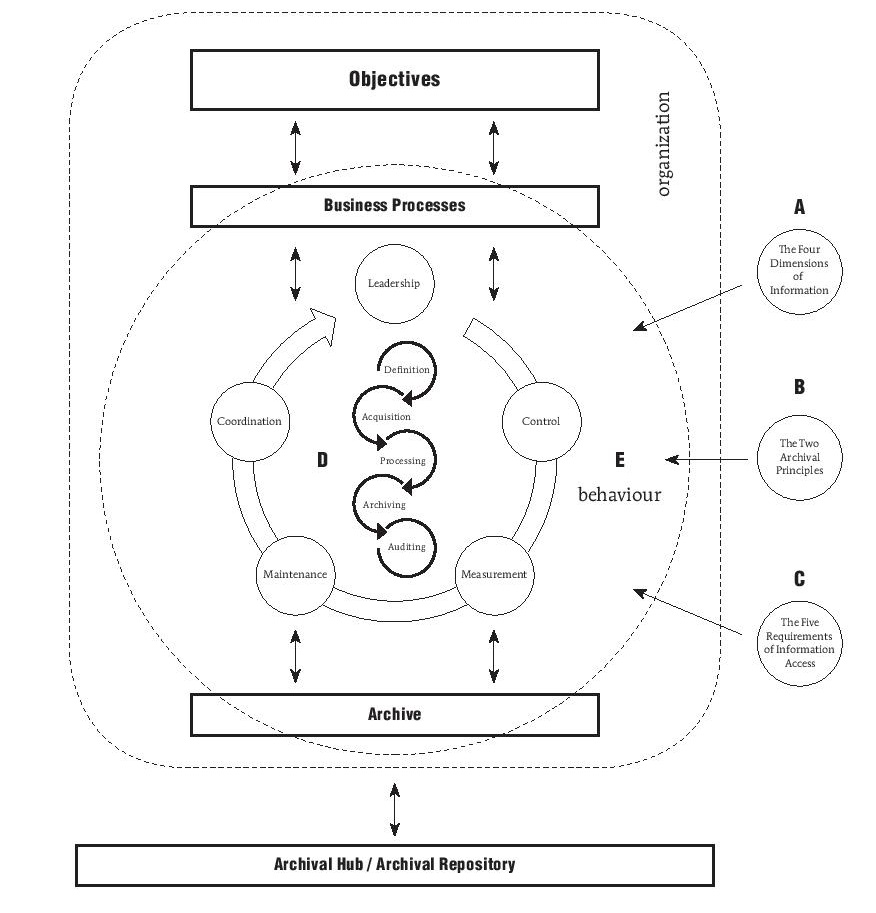 Objectives
organization
Business Processes
A
The Four
Dimensions
of
Information
Leadership
Definition
Coordination
Acquisition
Control
B
D
Processing
E
The Two
Archival
Principles
behaviour
Archiving
Auditing
Maintenance
Measurement
C
The Five
Requirements
of Information
Access
Archive
Archival Hub / Archival Repository